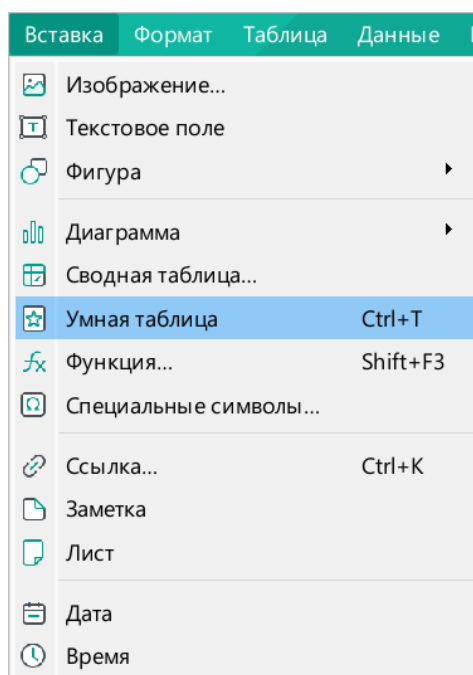 Вставка Формат Таблица Данные
Изображение...
Текстовое поле
Фигура
Диаграмма
Сводная таблица...
Умная таблица Ctrl+T
Функция... Shift+F3
Специальные символы...
Ссылка... Ctrl+K
Заметка
Лист
Дата
Время